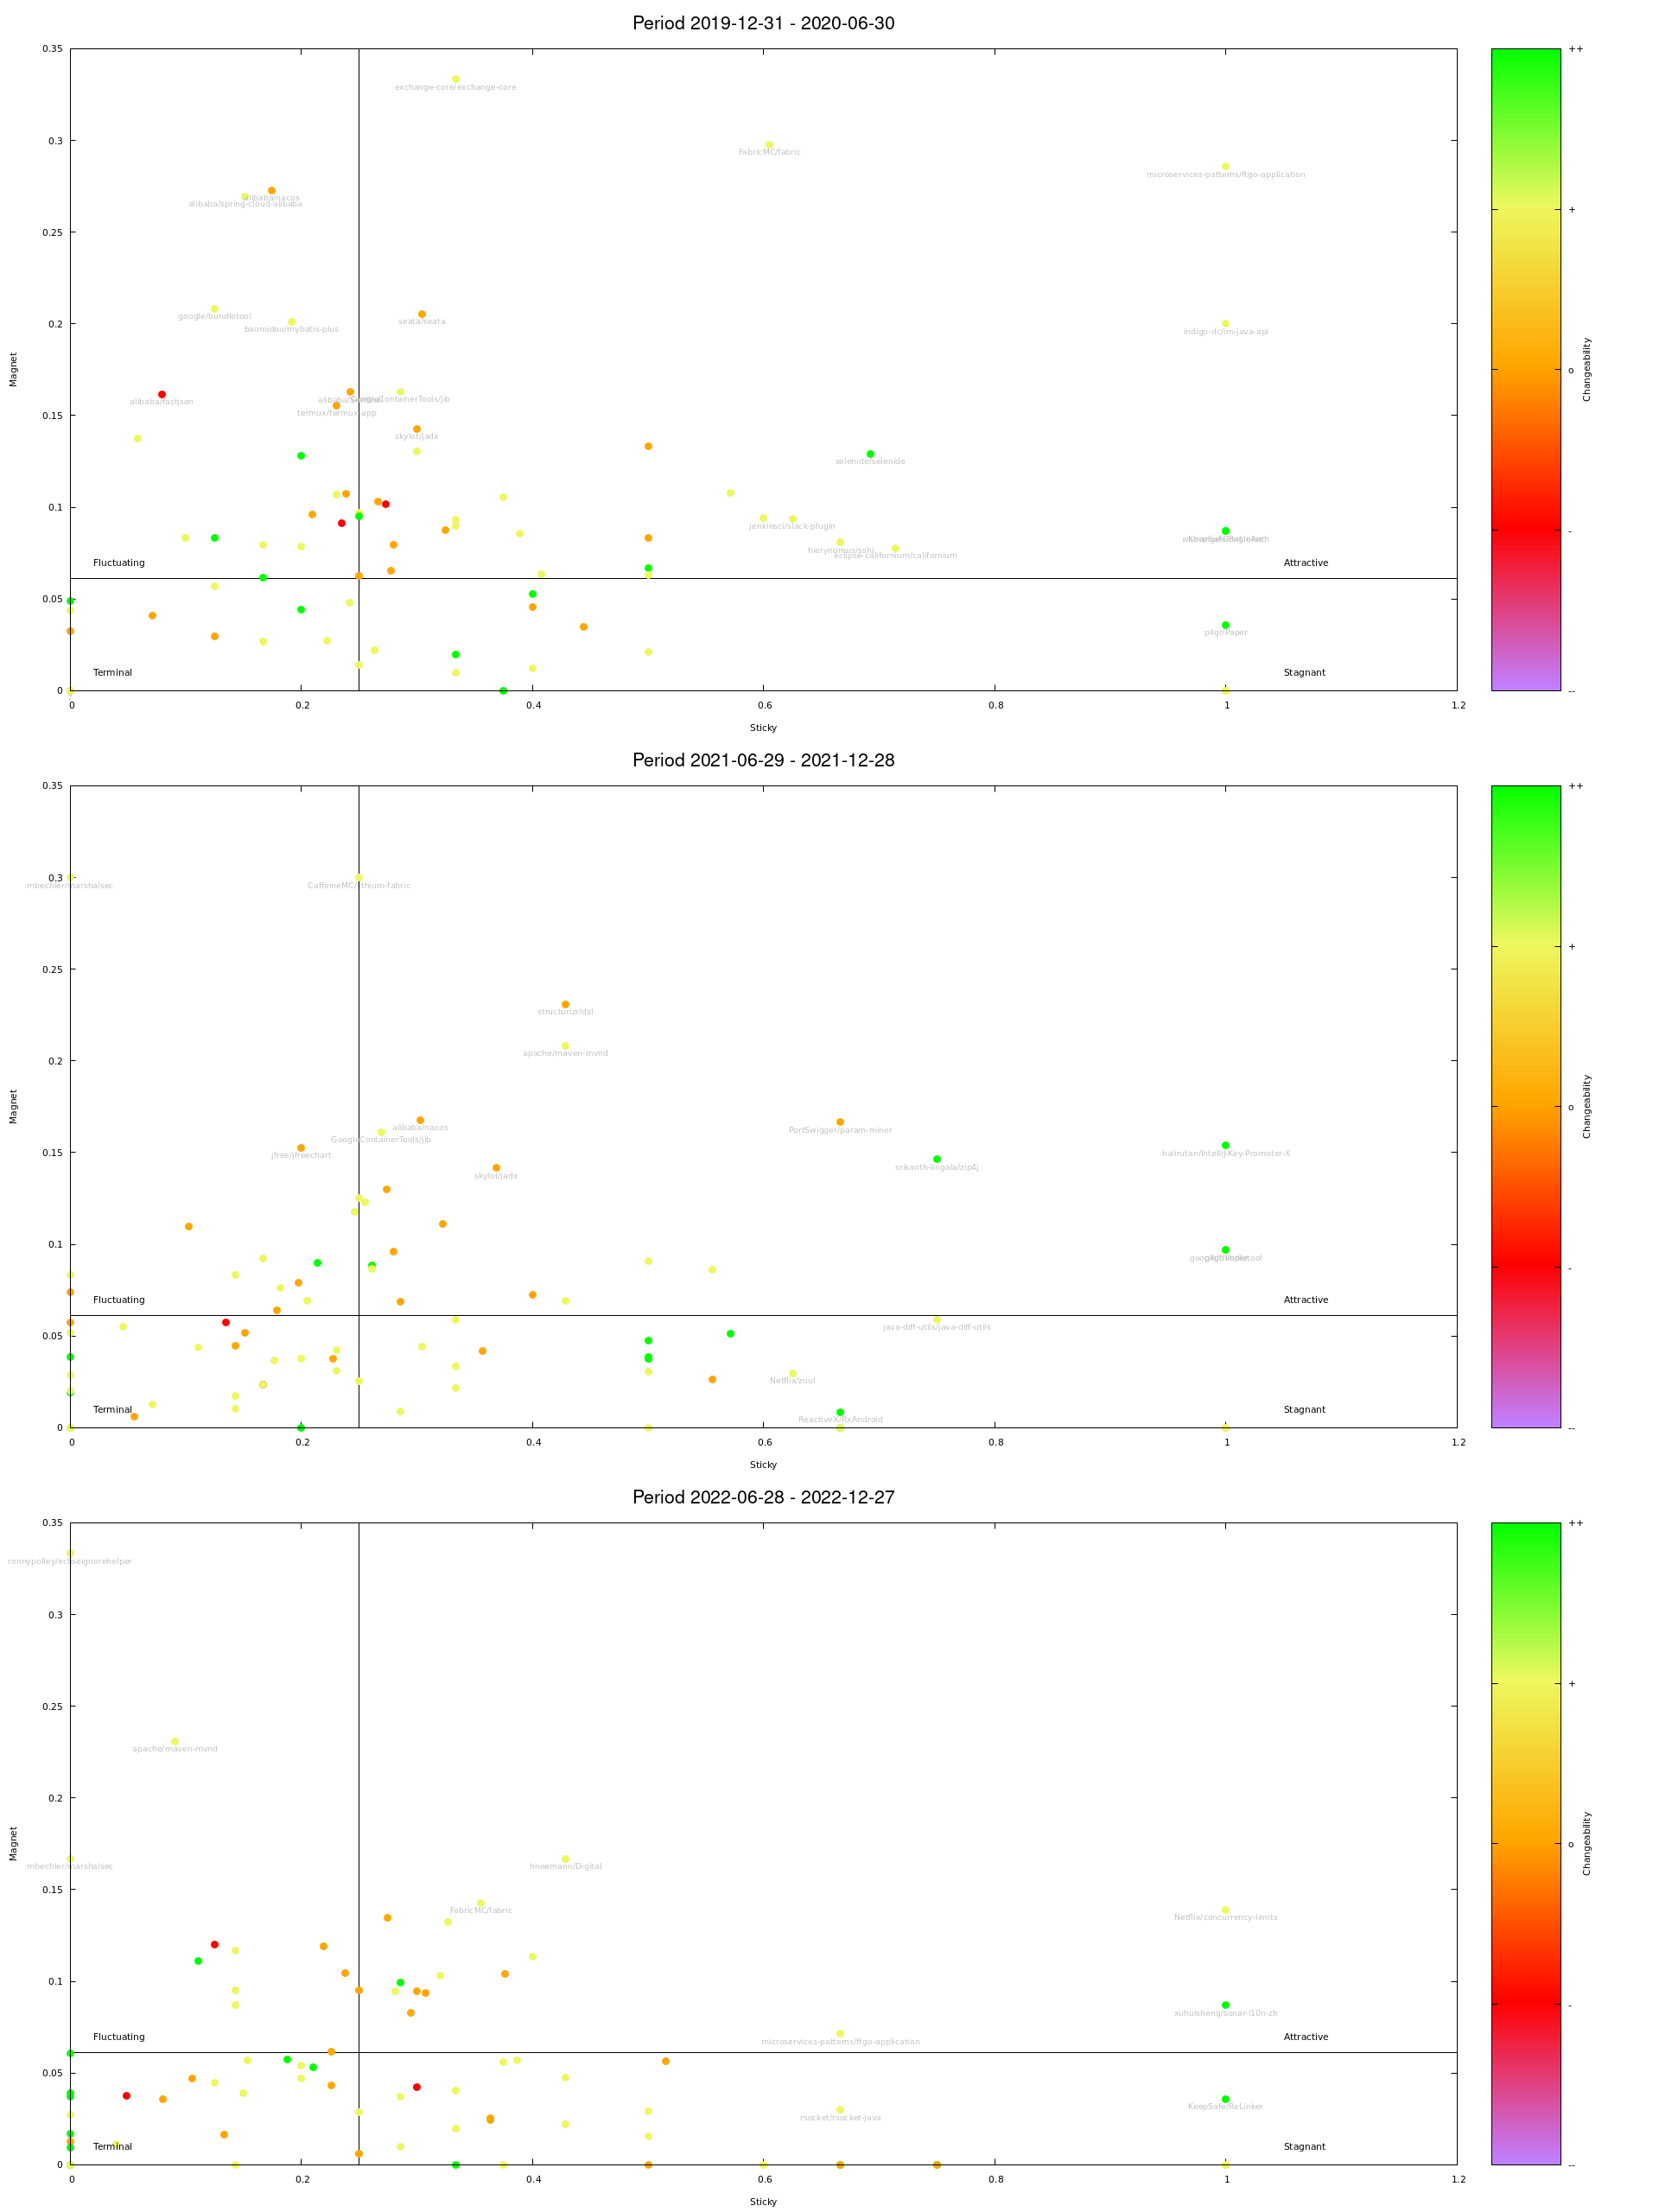 Period 2019-12-31 - 2020-06-30
0.35
0.3
0.25
0.2
0.15
0.1
0.05
0
Magnet
exchange-core/exchange-core
FabricMC/fabric
microservices-patterns/ftgo-application
alibaba/nacos
alibaba/spring-cloud-alibaba
google/bundletool
baomidou/mybatis-plus
seata/seata
indigo-dc/im-java-api
alibaba/fastjson
GoogleContainerTools/jib
termux/termux-app
skylot/jadx
selenide/selenide
jenkinsci/slack-plugin
hierynomus/sshj
eclipse-californium/californium
Fluctuating
Attractive
pilgr/Paper
Terminal
Stagnant
0 0.2 0.4 0.6 0.8 1 1.2
Sticky
++
+
o
-
--
Changeability
Period 2021-06-29 - 2021-12-28
0.35
0.3
0.25
0.2
0.15
0.1
0.05
0
Magnet
mbechler/marshalsec
CaffeineMC/lithium-fabric
structurizr/dsl
apache/maven-mvnd
alibaba/nacos
PortSwigger/param-miner
GoogleContainerTools/jib
jfree/jfreechart
halirutan/IntelliJ-Key-Promoter-X
srikanth-lingala/zip4j
skylot/jadx
google/bundletool
pilgr/Paper
Fluctuating
Attractive
java-diff-utils/java-diff-utils
Netflix/zuul
ReactiveX/RxAndroid
Terminal
Stagnant
0 0.2 0.4 0.6 0.8 1 1.2
Sticky
++
+
o
-
--
Changeability
Period 2022-06-28 - 2022-12-27
0.35
0.3
0.25
0.2
0.15
0.1
0.05
0
Magnet
apache/maven-mvnd
mbechler/marshalsec
hneemann/Digital
FabricMC/fabric
Netflix/concurrency-limits
xuhuisheng/sonar-l10n-zh
microservices-patterns/ftgo-application
Fluctuating
Attractive
KeepSafe/ReLinker
rsocket/rsocket-java
Terminal
Stagnant
0 0.2 0.4 0.6 0.8 1 1.2
Sticky
++
+
o
-
--
Changeability